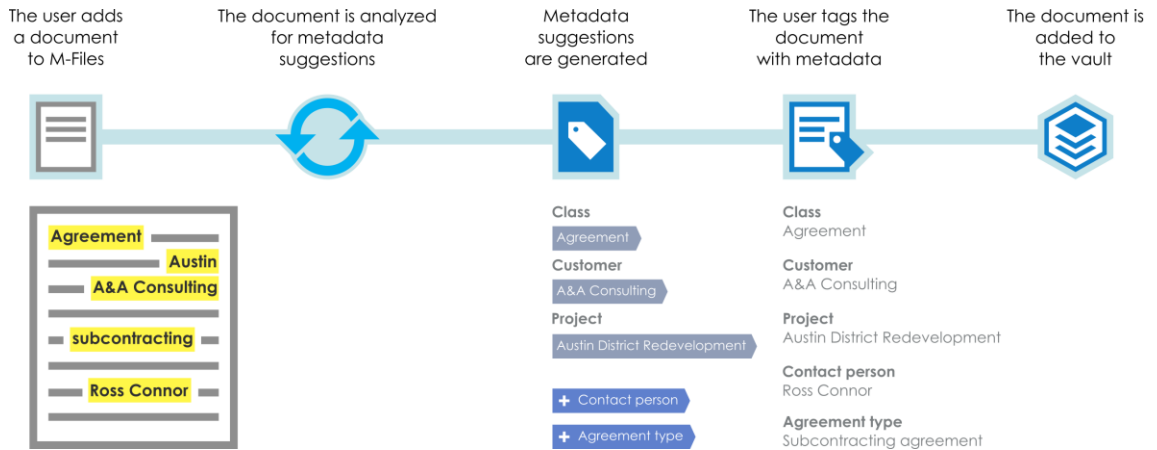 The user adds
a document
to M-Files
The document is analyzed
for metadata
suggestions
Metadata
suggestions
are generated
The user tags the
document
with metadata
The document is
added to
the vault
Agreement
Austin
A&A Consulting
subcontracting
Ross Connor
Class
Agreement
Customer
A&A Consulting
Project
Austin District Redevelopment
+ Contact person
+ Agreement type
Class
Agreement
Customer
A&A Consulting
Project
Austin District Redevelopment
Contact person
Ross Connor
Agreement type
Subcontracting agreement